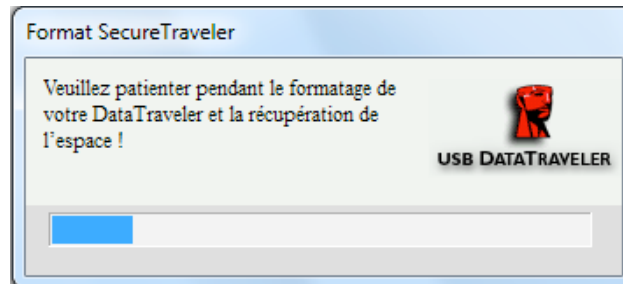 Format SecureTraveler
Veuillez patienter pendant le formatage de
votre DataTraveler et la récupération de
l'espace !
USB DATATRAVELER